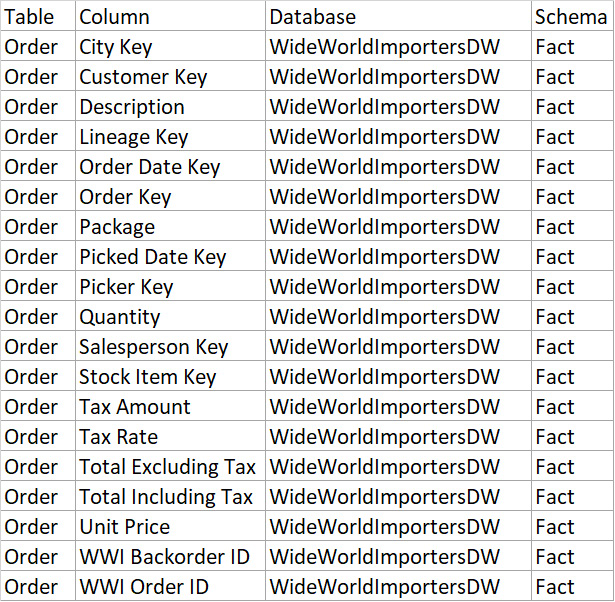 Table Column Database Schema
Order City Key WideWorldImportersDW Fact
Order Customer Key WideWorldImportersDW Fact
Order Description WideWorldImportersDW Fact
Order Lineage Key WideWorldImportersDW Fact
Order Order Date Key WideWorldImportersDW Fact
Order Order Key WideWorldImportersDW Fact
Order Package WideWorldImportersDW Fact
Order Picked Date Key WideWorldImportersDW Fact
Order Picker Key WideWorldImportersDW Fact
Order Quantity WideWorldImportersDW Fact
Order Salesperson Key WideWorldImportersDW Fact
Order Stock Item Key WideWorldImportersDW Fact
Order Tax Amount WideWorldImportersDW Fact
Order Tax Rate WideWorldImportersDW Fact
Order Total Excluding Tax WideWorldImportersDW Fact
Order Total Including Tax WideWorldImportersDW Fact
Order Unit Price WideWorldImportersDW Fact
Order WWI Backorder ID WideWorldImportersDW Fact
Order WWI Order ID WideWorldImportersDW Fact